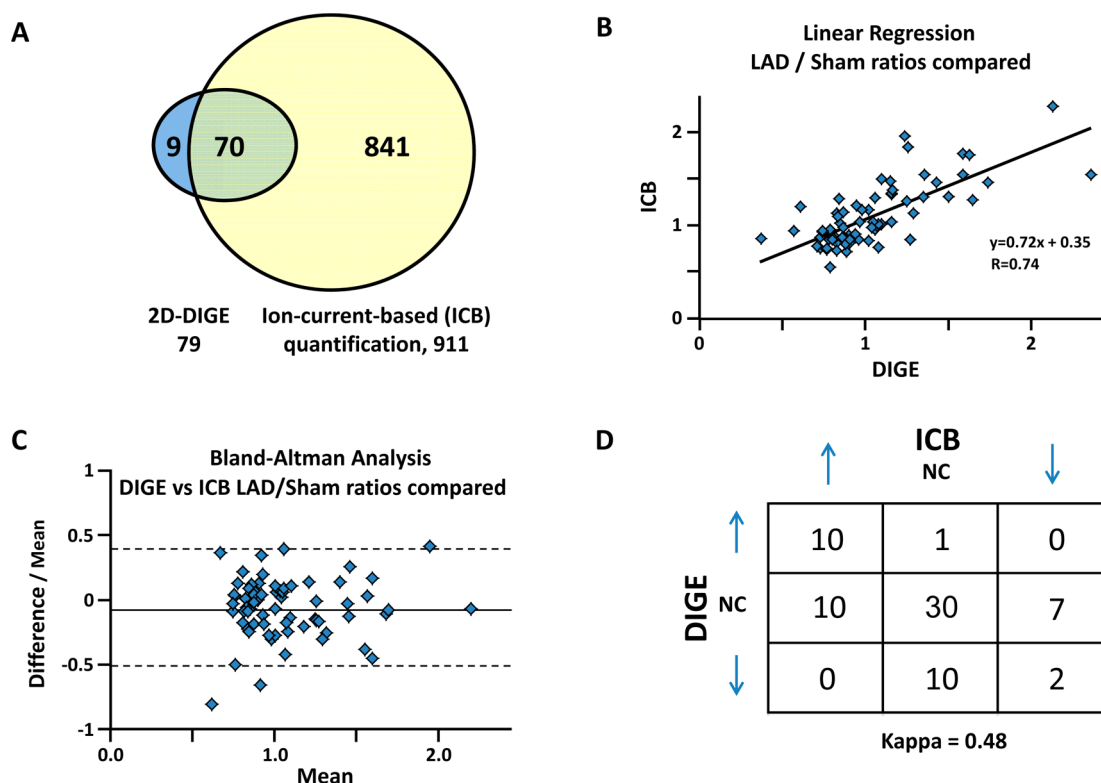 A
9 70 841
2D-DIGE
79
Ion-current-based (ICB)
quantification, 911
B
Linear Regression
LAD / Sham ratios compared
ICB
2
1
0
0 1 2
DIGE
y=0.72x + 0.35
R=0.74
C
Bland-Altman Analysis
DIGE vs ICB LAD/Sham ratios compared
Difference / Mean
1
0.5
0
-0.5
-1
0.0 1.0 2.0
Mean
D
ICB
NC
DIGE
NC
10 1 0
10 30 7
0 10 2
Kappa = 0.48